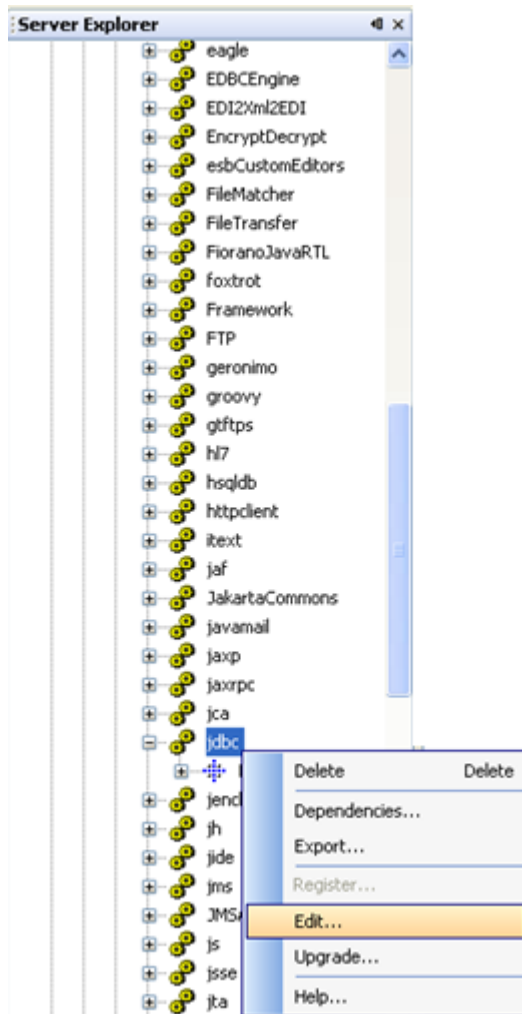 Server Explorer
eagle
EDBCEngine
EDI2Xml2EDI
EncryptDecrypt
esbCustomEditors
FileMatcher
FileTransfer
FioranoJavaRTL
foxtrot
Framework
FTP
geronimo
groovy
gtftps
hl7
hsqldb
httpclient
itext
jaf
JakartaCommons
javamail
jaxp
jaxrpc
jca
jdbc
Delete Delete
jencl
Dependencies...
jh
Export...
jide
Register...
jms
JMSA
Edit...
js
Upgrade...
jsse
jta
Help...